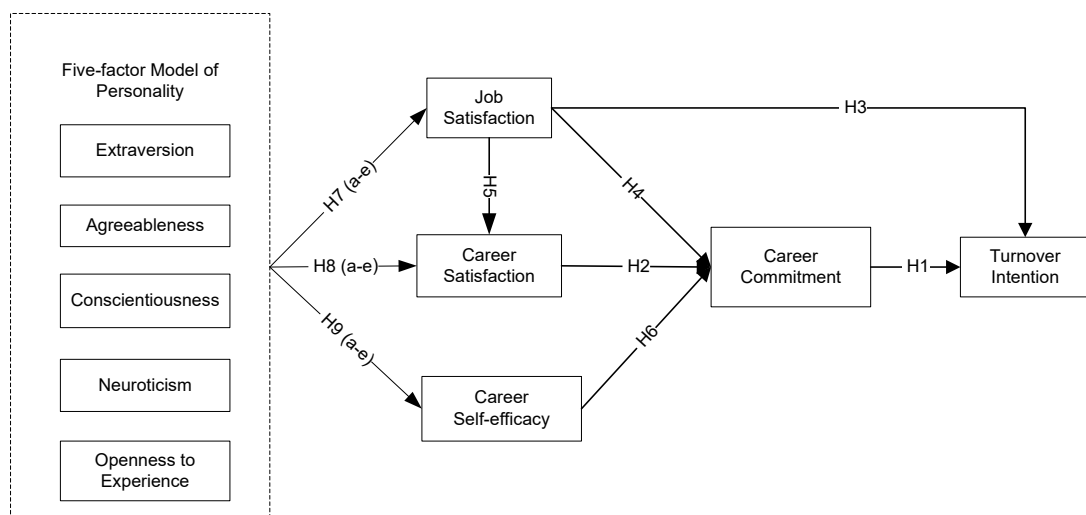 Five-factor Model of
Personality
Extraversion
Agreeableness
Conscientiousness
Neuroticism
Openness to
Experience
H7 (a-e)
H8 (a-e)
H9 (a-e)
Job
Satisfaction
H5
Career
Satisfaction
Career
Self-efficacy
H3
H4
H2
H6
Career
Commitment
H1
Turnover
Intention